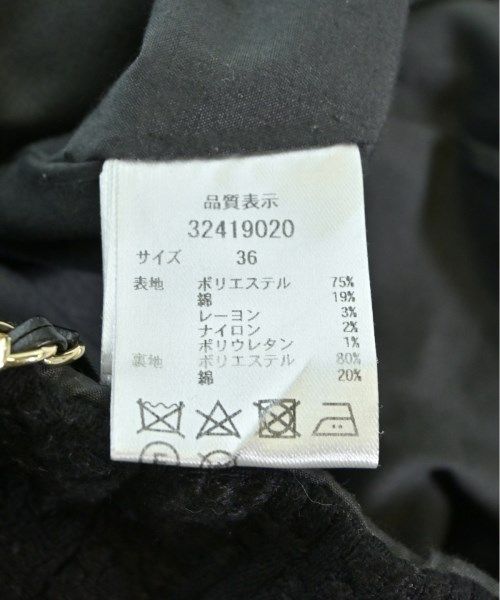 品質表示
32419020
サイズ 36
表地 ポリエステル 75%
綿 19%
レーヨン 3%
ナイロン 2%
ポリウレタン 1%
裏地 ポリエステル 80%
綿 20%